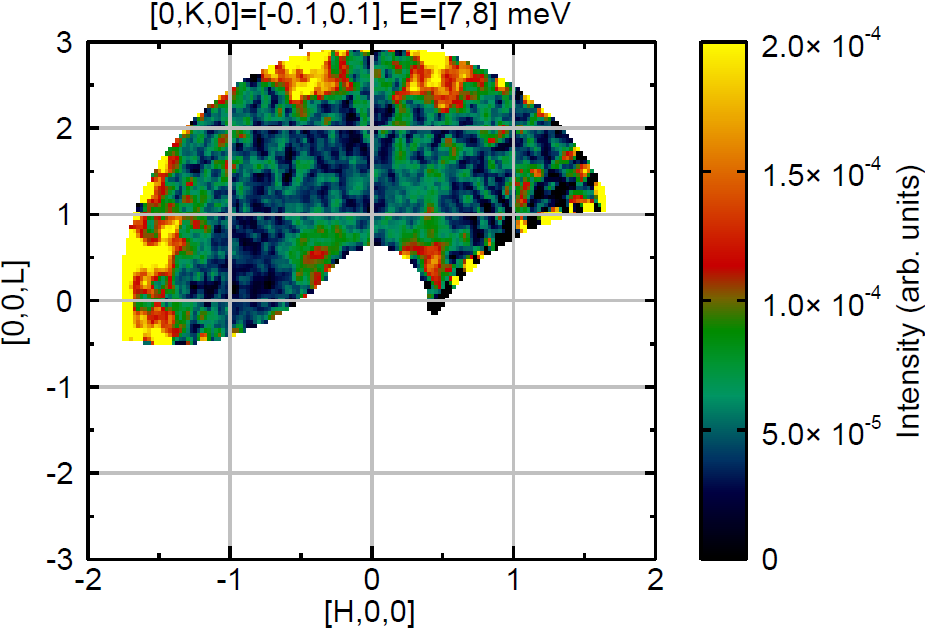 [0,K,0]=[-0.1,0.1], E=[7,8] meV
3
2
1
0
-1
-2
-3
[0,0,L]
-2 -1 0 1 2
[H,0,0]
2.0× 10⁻⁴
1.5× 10⁻⁴
1.0× 10⁻⁴
5.0× 10⁻⁵
0
Intensity (arb. units)